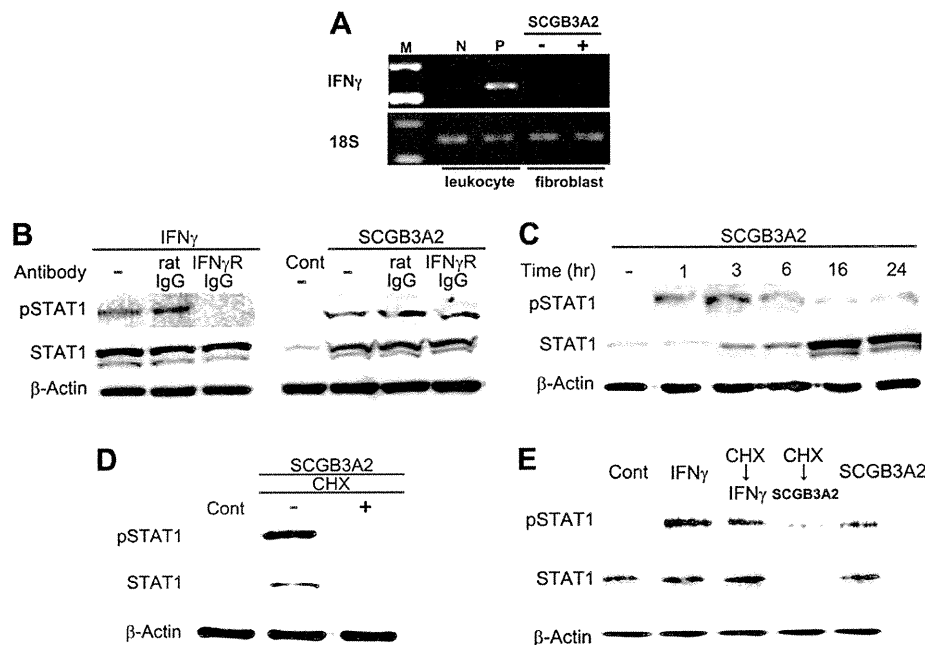 A
SCGB3A2
M N P - +
IFNγ
18S
leukocyte fibroblast
B
IFNγ
SCGB3A2
Antibody - rat IgG IFNγR IgG
Cont - - rat IgG IFNγR IgG
pSTAT1
STAT1
β-Actin
C
SCGB3A2
Time (hr) - 1 3 6 16 24
pSTAT1
STAT1
β-Actin
D
SCGB3A2
CHX
Cont - +
pSTAT1
STAT1
β-Actin
E
Cont IFNγ CHX ↓ IFNγ CHX ↓ SCGB3A2 SCGB3A2
pSTAT1
STAT1
β-Actin